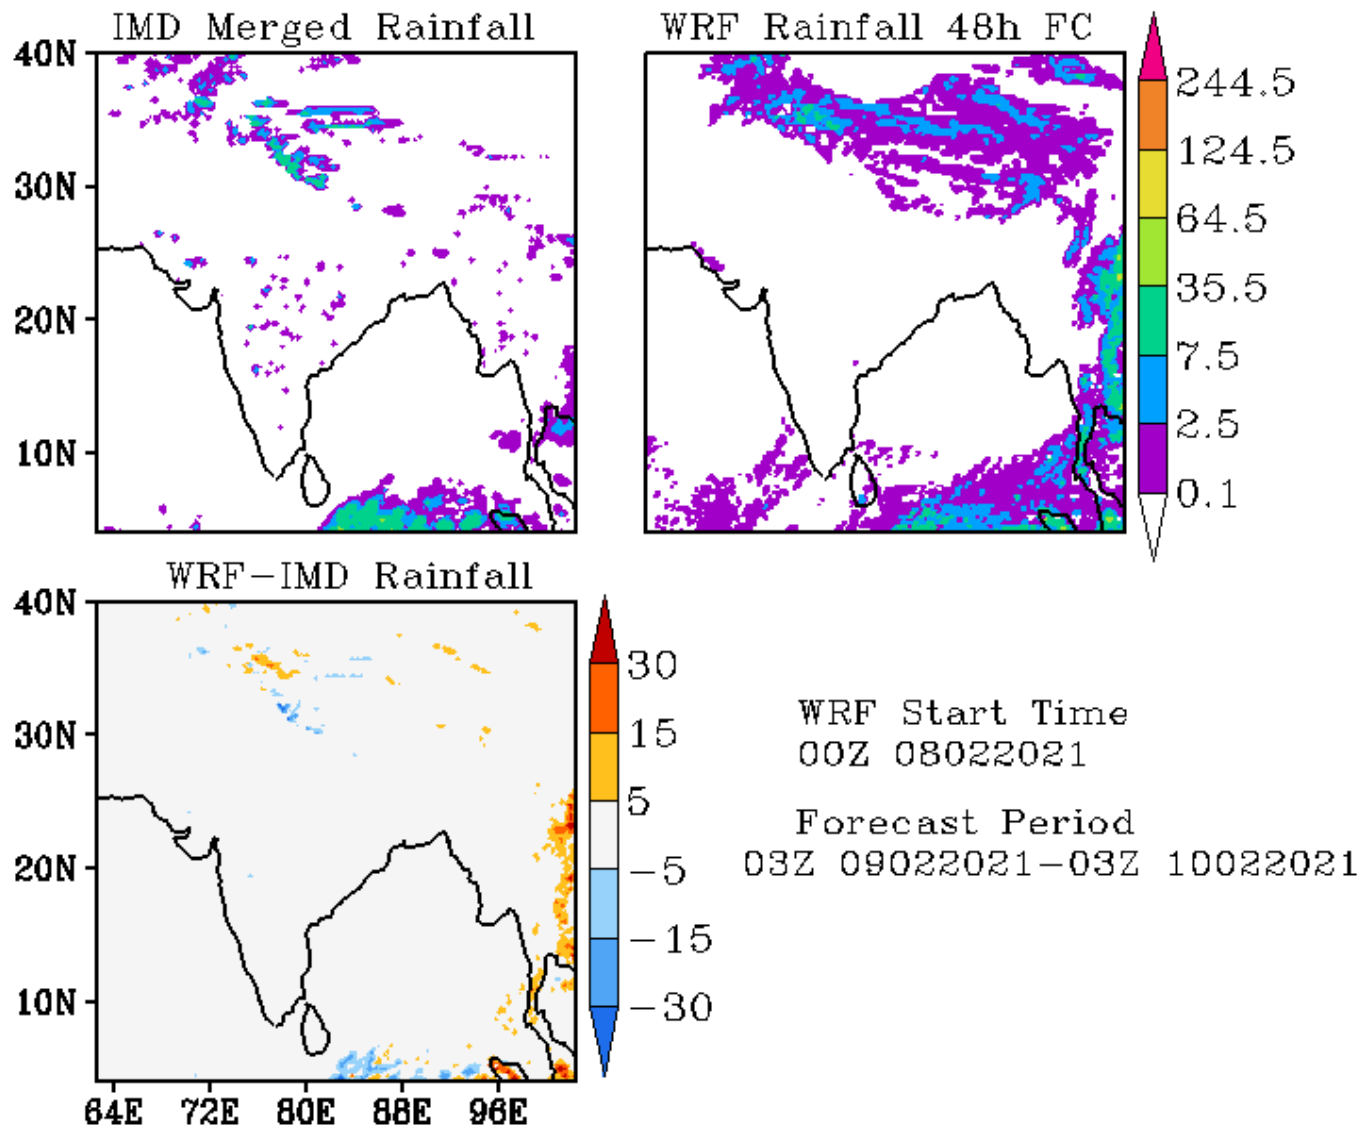 IMD Merged Rainfall
WRF Rainfall 48h FC
40N
30N
20N
10N
244.5
124.5
64.5
35.5
7.5
2.5
0.1
WRF-IMD Rainfall
40N
30N
20N
10N
64E 72E 80E 88E 96E
30
15
5
-5
-15
-30
WRF Start Time
00Z 08022021
Forecast Period
03Z 09022021-03Z 10022021